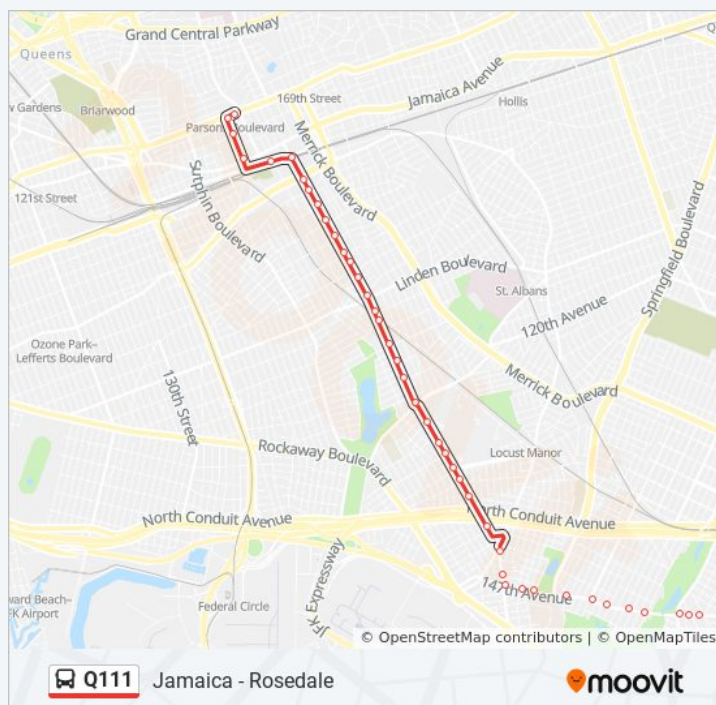 Grand Central Parkway
Queens
169th Street
Jamaica Avenue
Hollis
Briarwood
Parsons Boulevard
Merrick Boulevard
121st Street
Sutphin Boulevard
Springfield Boulevard
Linden Boulevard
St. Albans
120th Avenue
Ozone Park–
Lefferts Boulevard
130th Street
Merrick Boulevard
Rockaway Boulevard
Locust Manor
North Conduit Avenue
North Conduit Avenue
147th Avenue
JFK Expressway
Federal Circle
ward Beach–
FK Airport
© OpenStreetMap contributors | © OpenMapTiles
Q111 Jamaica - Rosedale
moovit